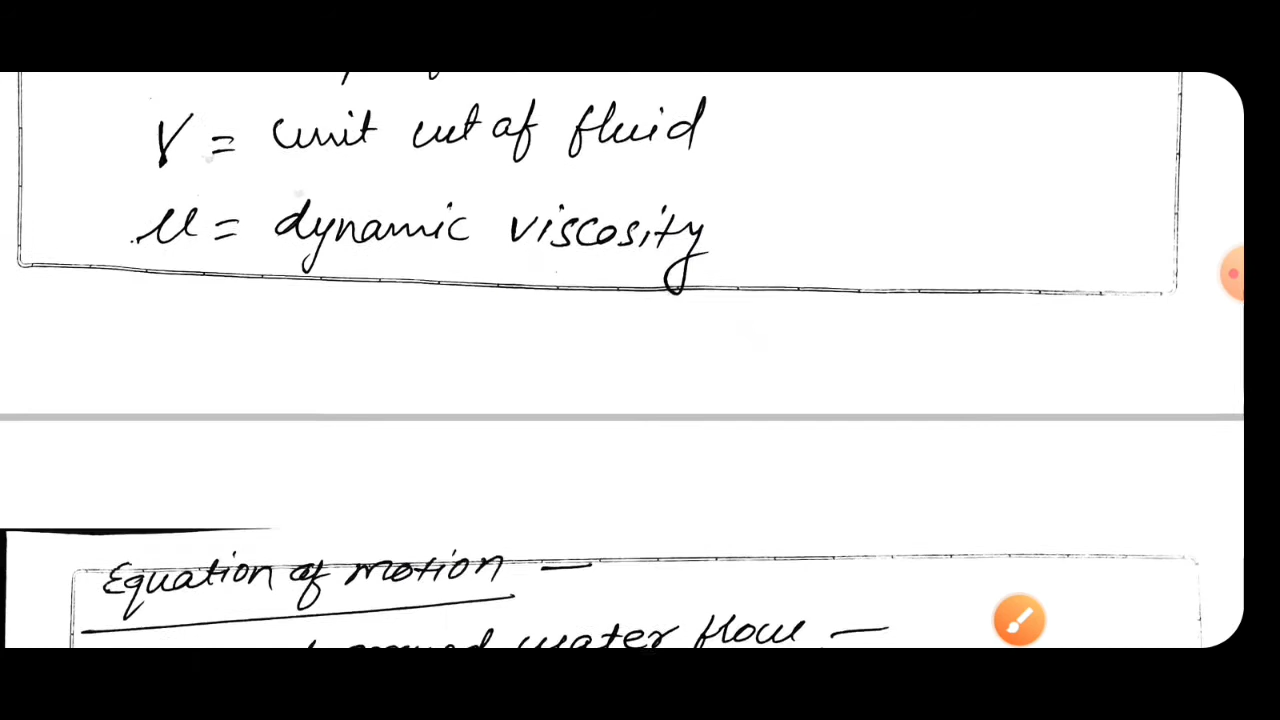 γ = unit wt of fluid
μ = dynamic viscosity
Equation of motion —
water flow —